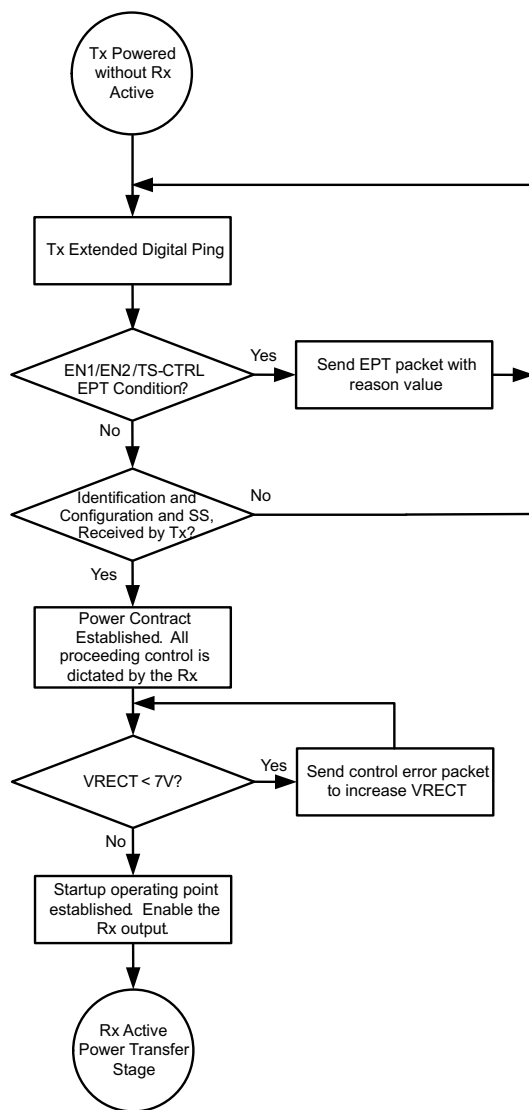 Tx Powered
without Rx
Active
Tx Extended Digital Ping
EN1/EN2/TS-CTRL
EPT Condition?
Yes
Send EPT packet with
reason value
No
Identification and
Configuration and SS,
Received by Tx?
No
Yes
Power Contract
Established. All
proceeding control is
dictated by the Rx
VRECT < 7V?
Yes
Send control error packet
to increase VRECT
No
Startup operating point
established. Enable the
Rx output.
Rx Active
Power Transfer
Stage